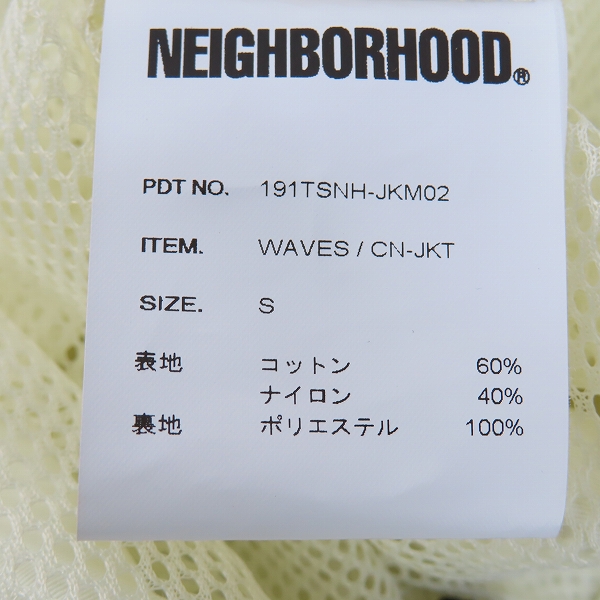 NEIGHBORHOOD®
PDT NO. 191TSNH-JKM02
ITEM. WAVES / CN-JKT
SIZE. S
表地 コットン 60%
ナイロン 40%
裏地 ポリエステル 100%